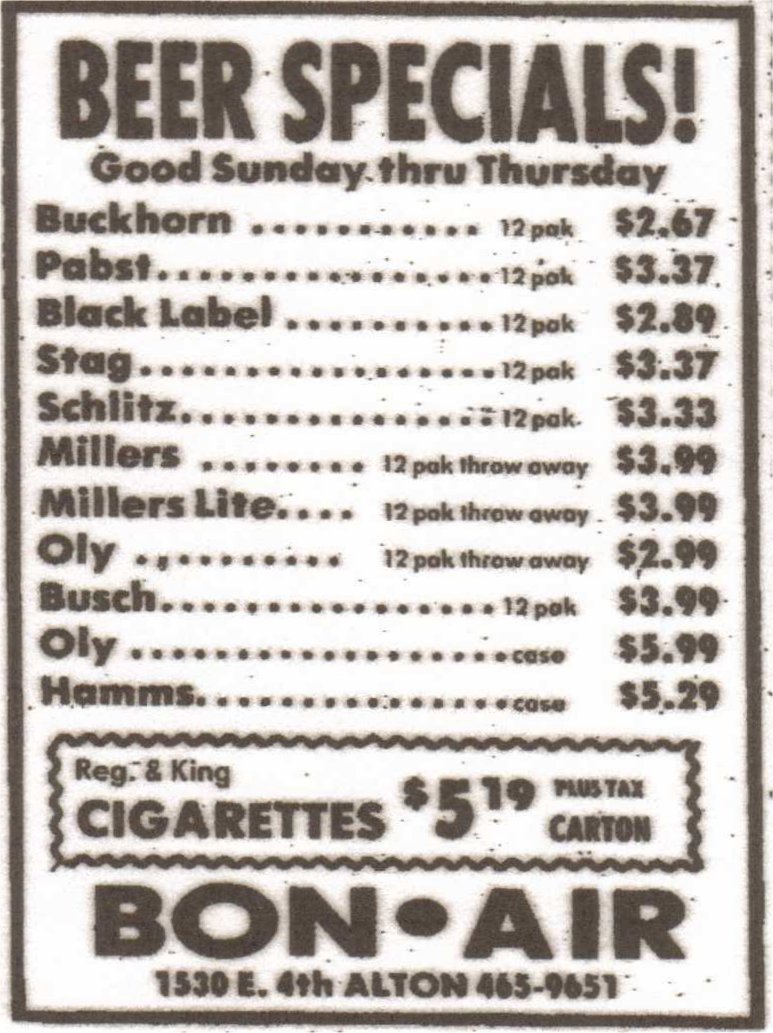 BEER SPECIALS!
Good Sunday thru Thursday
Buckhorn ........... 12 pak $2.67
Pabst................12 pak $3.37
Black Label ..........12 pak $2.89
Stag.................12 pak $3.37
Schlitz...............12 pak $3.33
Millers ........ 12 pak throw away $3.99
Millers Lite.... 12 pak throw away $3.99
Oly .......... 12 pak throw away $2.99
Busch................12 pak $3.99
Oly ..................case $5.99
Hamms...............case $5.29
Reg. & King
CIGARETTES $5 19 PLUS TAX
CARTON
BON•AIR
1530 E. 4th ALTON 465-9651